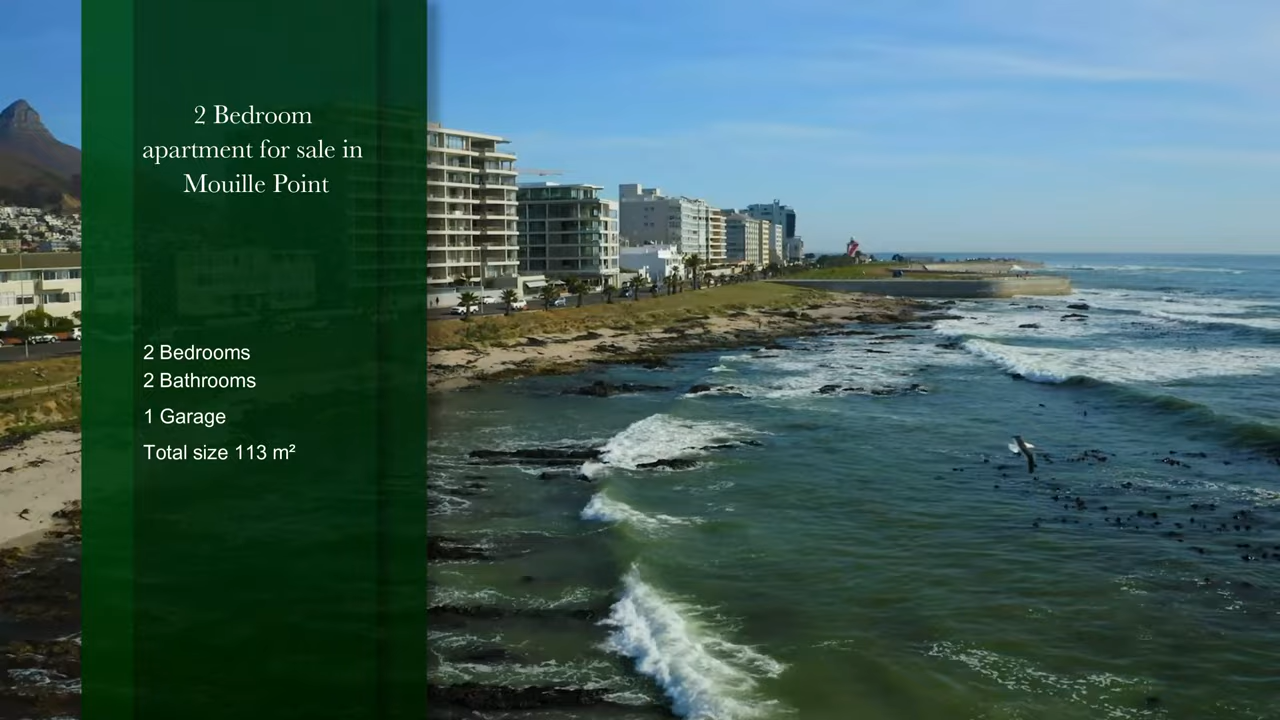 2 Bedroom
apartment for sale in
Mouille Point
2 Bedrooms
2 Bathrooms
1 Garage
Total size 113 m²